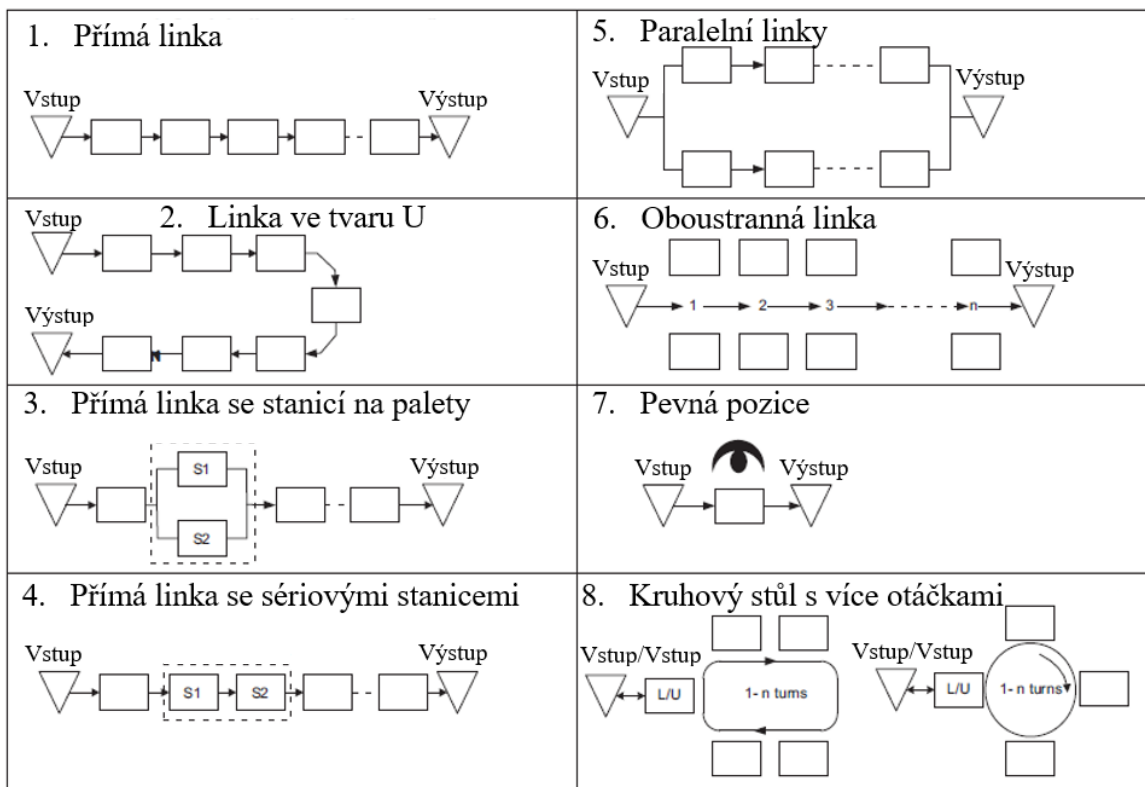 1. Přímá linka
Vstup
Výstup
2. Linka ve tvaru U
Vstup
Výstup
3. Přímá linka se stanicí na palety
Vstup
S1
S2
Výstup
4. Přímá linka se sériovými stanicemi
Vstup
S1
S2
Výstup
5. Paralelní linky
Vstup
Výstup
6. Oboustranná linka
Vstup
1
2
3
n
Výstup
7. Pevná pozice
Vstup
Výstup
8. Kruhový stůl s více otáčkami
Vstup/Vstup
L/U
1- n turns
Vstup/Vstup
L/U
1- n turns